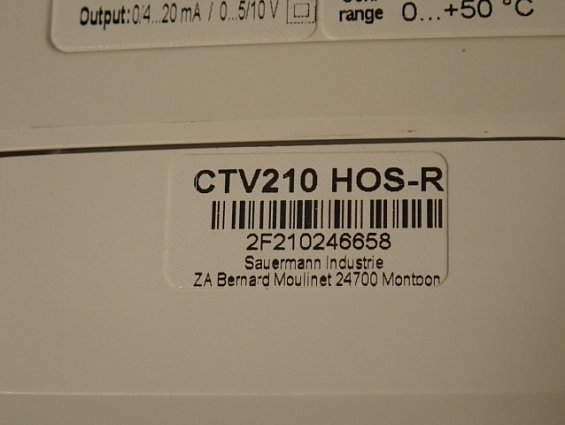 Output: 0/4...20 mA / 0...5/10 V
range 0...+50 °C
CTV210 HOS-R
2F210246658
Sauermann Industrie
ZA Bernard Moulinet 24700 Montpon